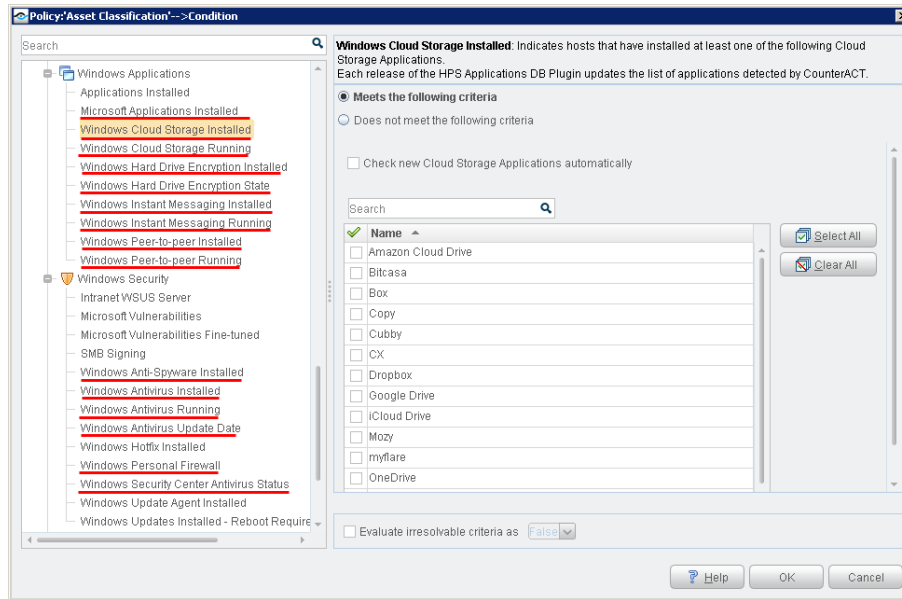 Policy:'Asset Classification'-->Condition
Search
Windows Applications
Applications Installed
Microsoft Applications Installed
Windows Cloud Storage Installed
Windows Cloud Storage Running
Windows Hard Drive Encryption Installed
Windows Hard Drive Encryption State
Windows Instant Messaging Installed
Windows Instant Messaging Running
Windows Peer-to-peer Installed
Windows Peer-to-peer Running
Windows Security
Intranet WSUS Server
Microsoft Vulnerabilities
Microsoft Vulnerabilities Fine-tuned
SMB Signing
Windows Anti-Spyware Installed
Windows Antivirus Installed
Windows Antivirus Running
Windows Antivirus Update Date
Windows Hotfix Installed
Windows Personal Firewall
Windows Security Center Antivirus Status
Windows Update Agent Installed
Windows Updates Installed - Reboot Require
Windows Cloud Storage Installed: Indicates hosts that have installed at least one of the following Cloud
Storage Applications.
Each release of the HPS Applications DB Plugin updates the list of applications detected by CounterACT.
Meets the following criteria
Does not meet the following criteria
Check new Cloud Storage Applications automatically
Search
Name
Amazon Cloud Drive
Bitcasa
Box
Copy
Cubby
CX
Dropbox
Google Drive
iCloud Drive
Mozy
myflare
OneDrive
Select All
Clear All
Evaluate irresolvable criteria as False
Help
OK
Cancel